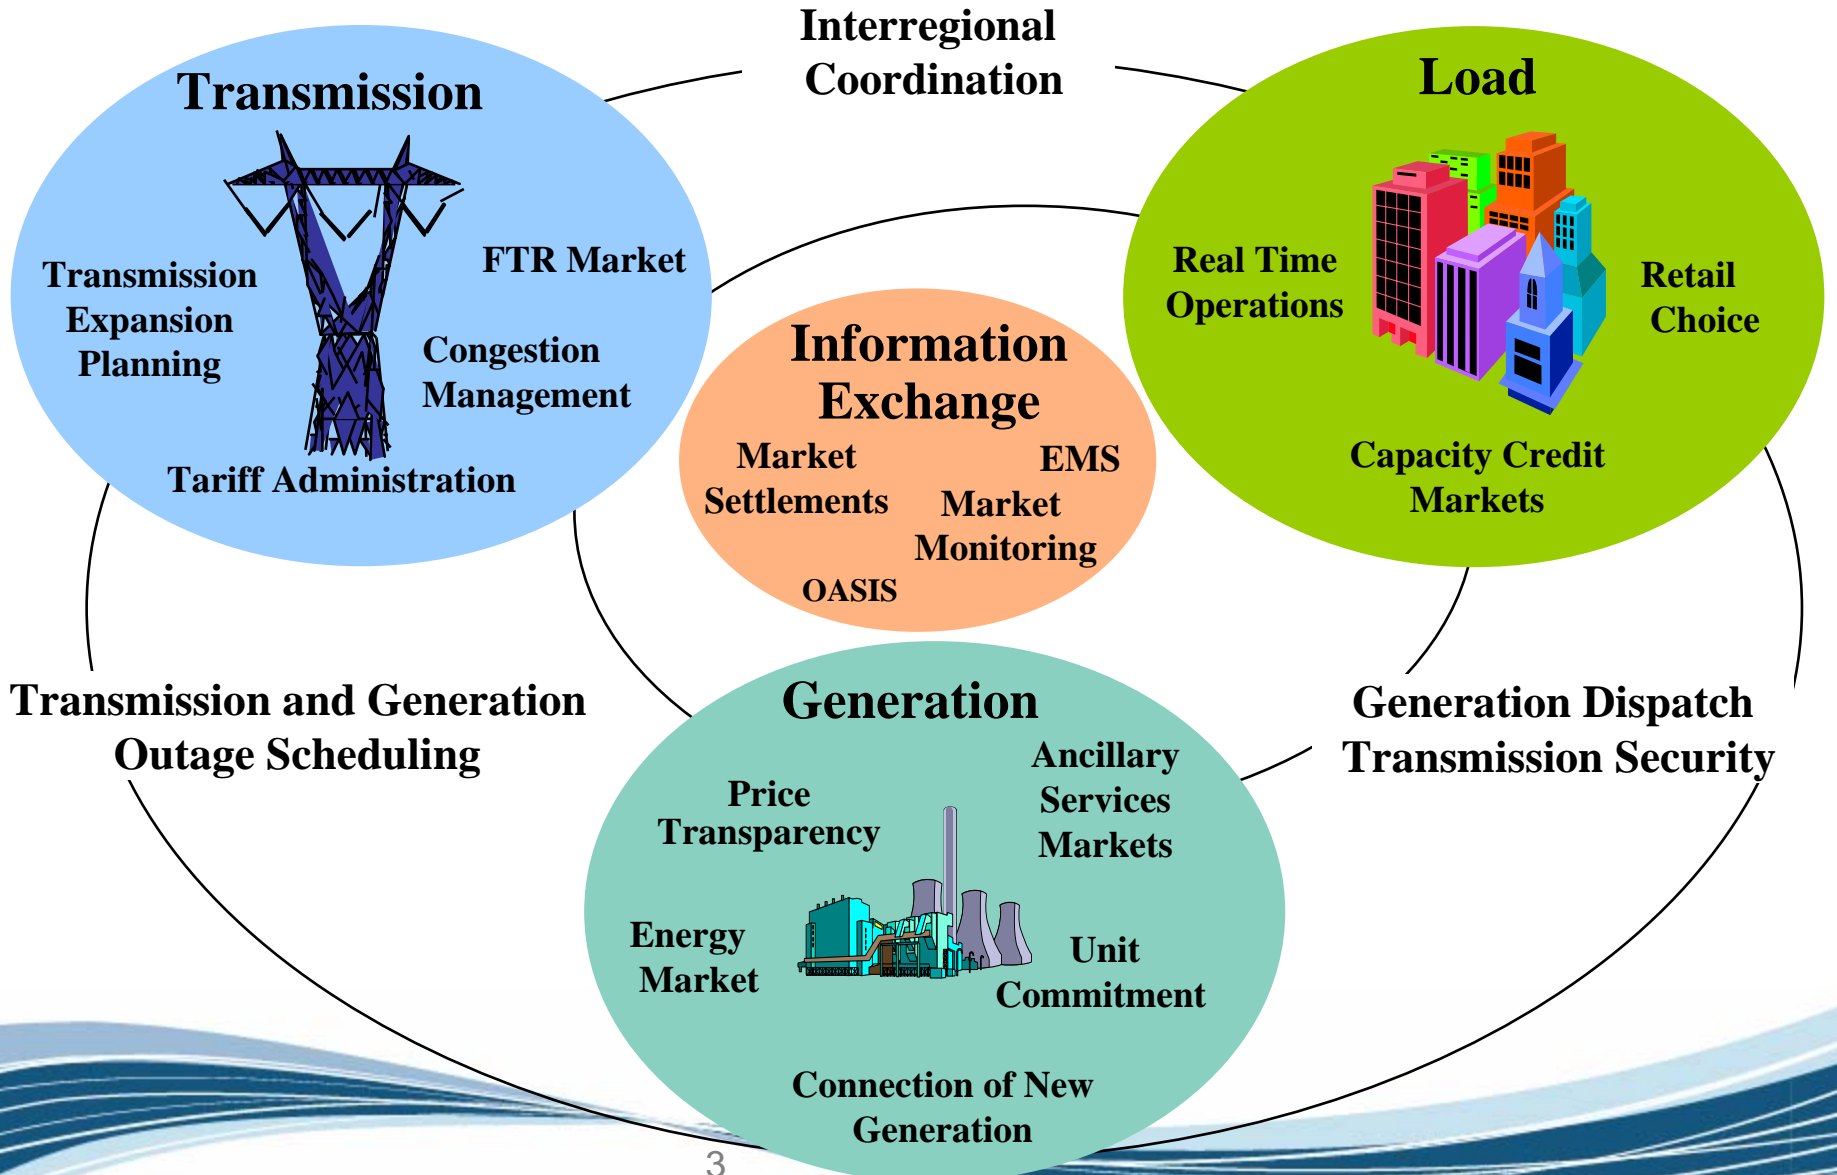 Interregional
Coordination
Transmission
FTR Market
Transmission
Expansion
Planning
Congestion
Management
Tariff Administration
Load
Real Time
Operations
Retail
Choice
Capacity Credit
Markets
Information
Exchange
Market
Settlements
EMS
Market
Monitoring
OASIS
Transmission and Generation
Outage Scheduling
Generation Dispatch
Transmission Security
Generation
Price
Transparency
Ancillary
Services
Markets
Energy
Market
Unit
Commitment
Connection of New
Generation
3